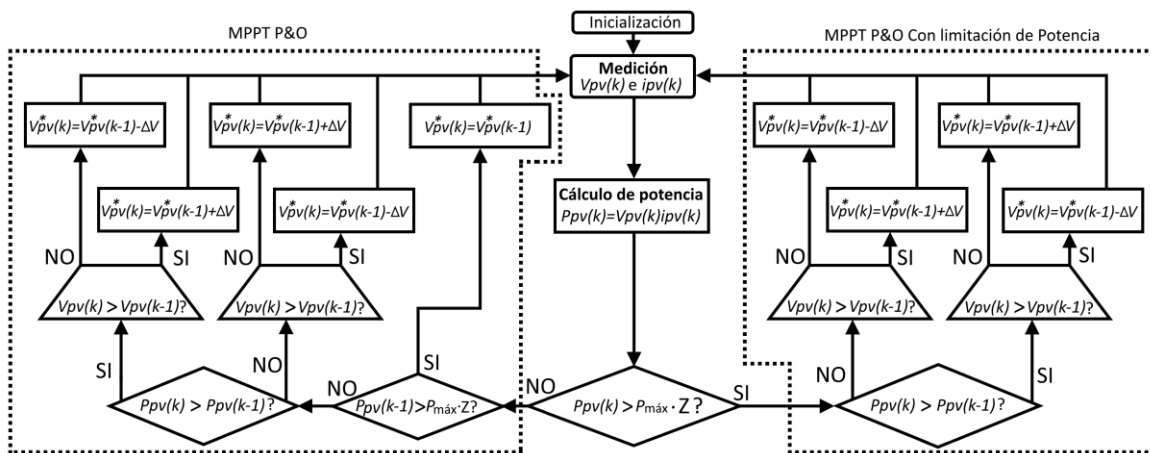 Inicialización
MPPT P&O
MPPT P&O Con limitación de Potencia
Medición
Vpv(k) e ipv(k)
V*pv(k)=V*pv(k-1)-ΔV
V*pv(k)=V*pv(k-1)+ΔV
V*pv(k)=V*pv(k-1)
V*pv(k)=V*pv(k-1)-ΔV
V*pv(k)=V*pv(k-1)+ΔV
Cálculo de potencia
Ppv(k)=Vpv(k)ipv(k)
V*pv(k)=V*pv(k-1)+ΔV
V*pv(k)=V*pv(k-1)-ΔV
V*pv(k)=V*pv(k-1)+ΔV
V*pv(k)=V*pv(k-1)-ΔV
NO
SI
NO
SI
NO
SI
NO
SI
Vpv(k) > Vpv(k-1)?
Vpv(k) > Vpv(k-1)?
Vpv(k) > Vpv(k-1)?
Vpv(k) > Vpv(k-1)?
SI
NO
SI
NO
SI
NO
NO
SI
Ppv(k) > Ppv(k-1)?
Ppv(k-1)>Pmáx·Z?
Ppv(k) >Pmáx·Z?
Ppv(k) > Ppv(k-1)?